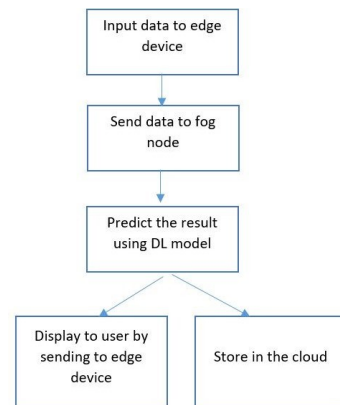 Input data to edge
device
Send data to fog
node
Predict the result
using DL model
Display to user by
sending to edge
device
Store in the cloud